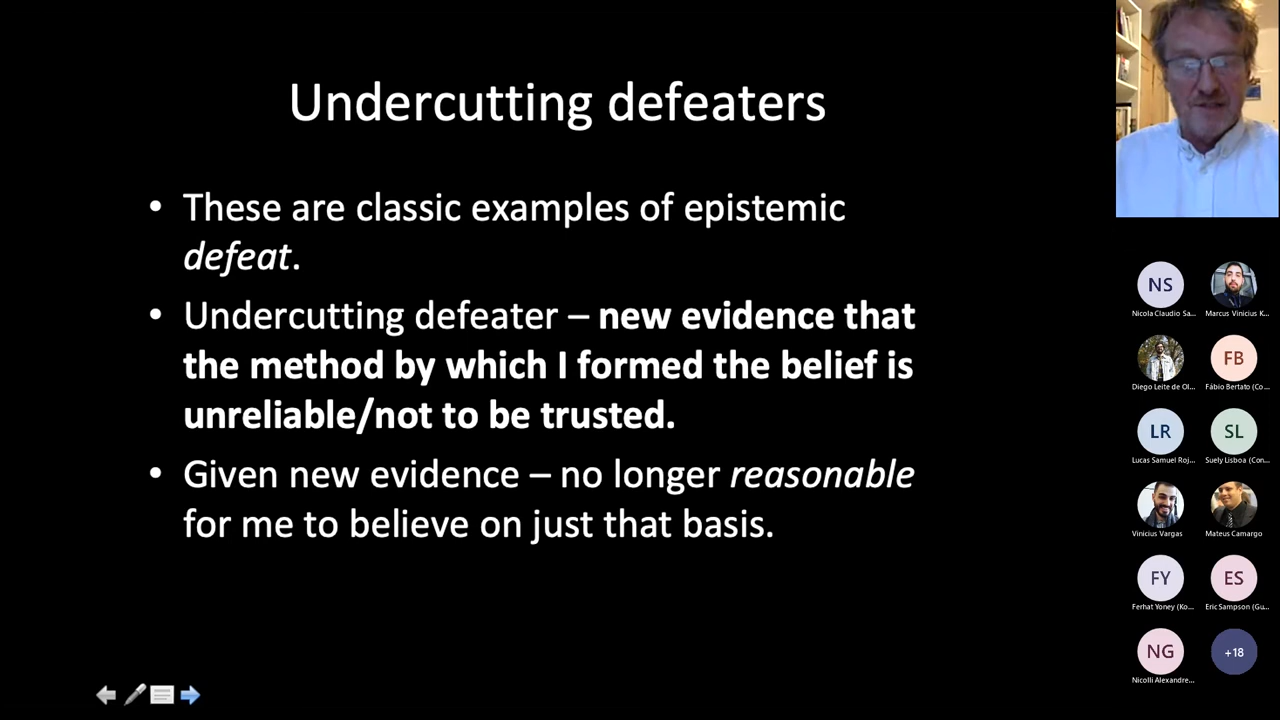 Undercutting defeaters
• These are classic examples of epistemic
defeat.
• Undercutting defeater – new evidence that
the method by which I formed the belief is
unreliable/not to be trusted.
• Given new evidence – no longer reasonable
for me to believe on just that basis.
NS
Nicola Claudio Sa...
Marcus Vinicius K...
Diego Leite de Ol...
FB
Fábio Bertato (Co...
LR
Lucas Samuel Roj...
SL
Suely Lisboa (Con...
Vinicius Vargas
Mateus Camargo
FY
Ferhat Yoney (Ko...
ES
Eric Sampson (Gu...
NG
Nicolli Alexandre...
+18